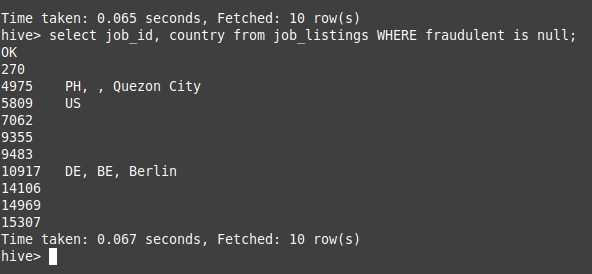 Time taken: 0.065 seconds, Fetched: 10 row(s)
hive> select job_id, country from job_listings WHERE fraudulent is null;
OK
270
4975    PH, , Quezon City
5809    US
7062
9355
9483
10917   DE, BE, Berlin
14106
14969
15307
Time taken: 0.067 seconds, Fetched: 10 row(s)
hive>